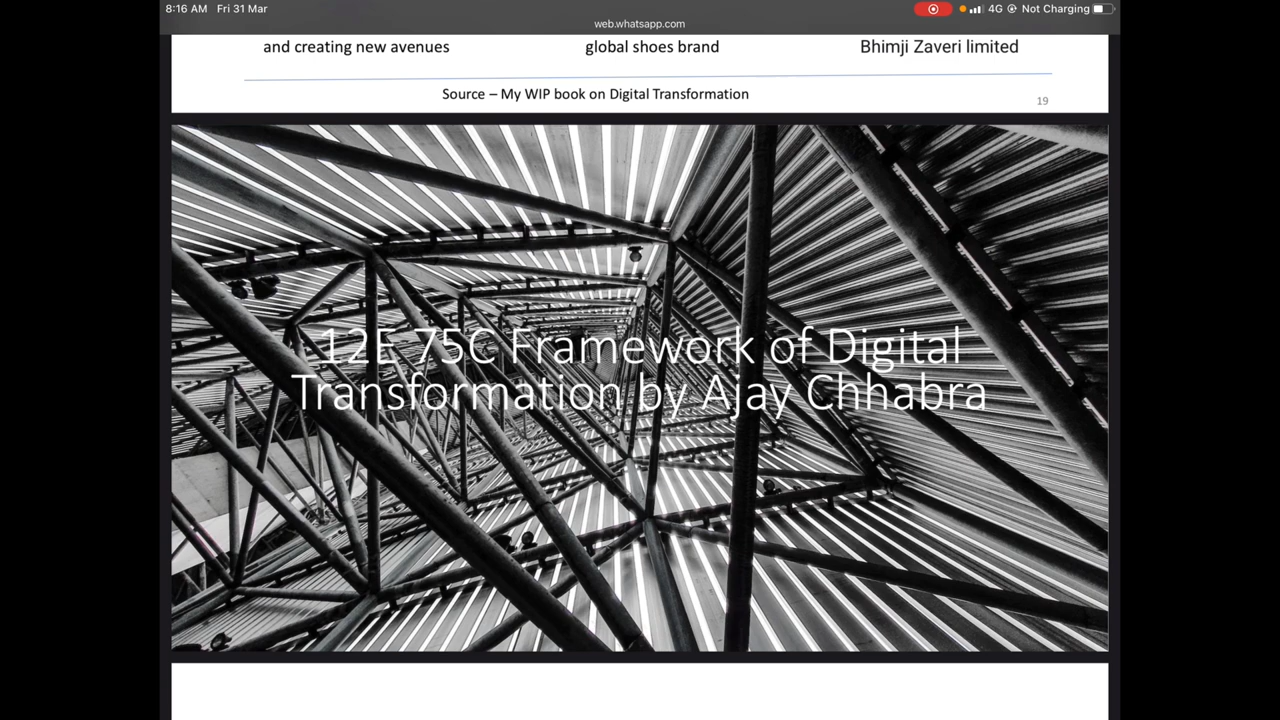 8:16 AM Fri 31 Mar
4G Not Charging
web.whatsapp.com
and creating new avenues
global shoes brand
Bhimji Zaveri limited
Source – My WIP book on Digital Transformation
19
12E 75C Framework of Digital
Transformation by Ajay Chhabra